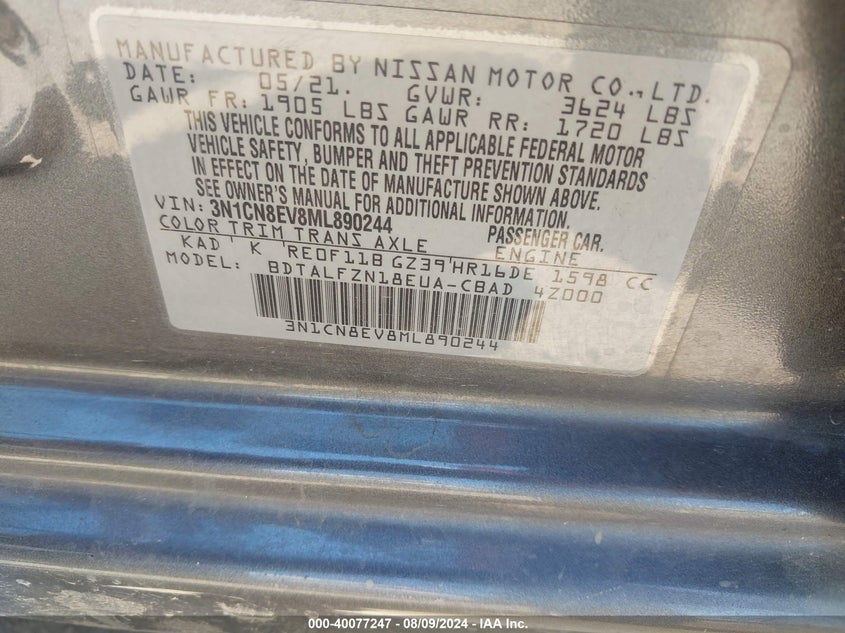 MANUFACTURED BY NISSAN MOTOR CO., LTD.
DATE: 05/21. GVWR: 3624 LBS
GAWR FR: 1905 LBS GAWR RR: 1720 LBS
THIS VEHICLE CONFORMS TO ALL APPLICABLE FEDERAL MOTOR
VEHICLE SAFETY, BUMPER AND THEFT PREVENTION STANDARDS
IN EFFECT ON THE DATE OF MANUFACTURE SHOWN ABOVE.
SEE OWNER'S MANUAL FOR ADDITIONAL INFORMATION.
VIN: 3N1CN8EV8ML890244 PASSENGER CAR.
COLOR TRIM TRANS AXLE ENGINE
KAD ' K 'RE0F11B GZ39'HR16DE 1598 CC
MODEL: BDTALFZN18EUA-CBAD 4Z000
3N1CN8EV8ML890244
000-40077247 - 08/09/2024 - IAA Inc.